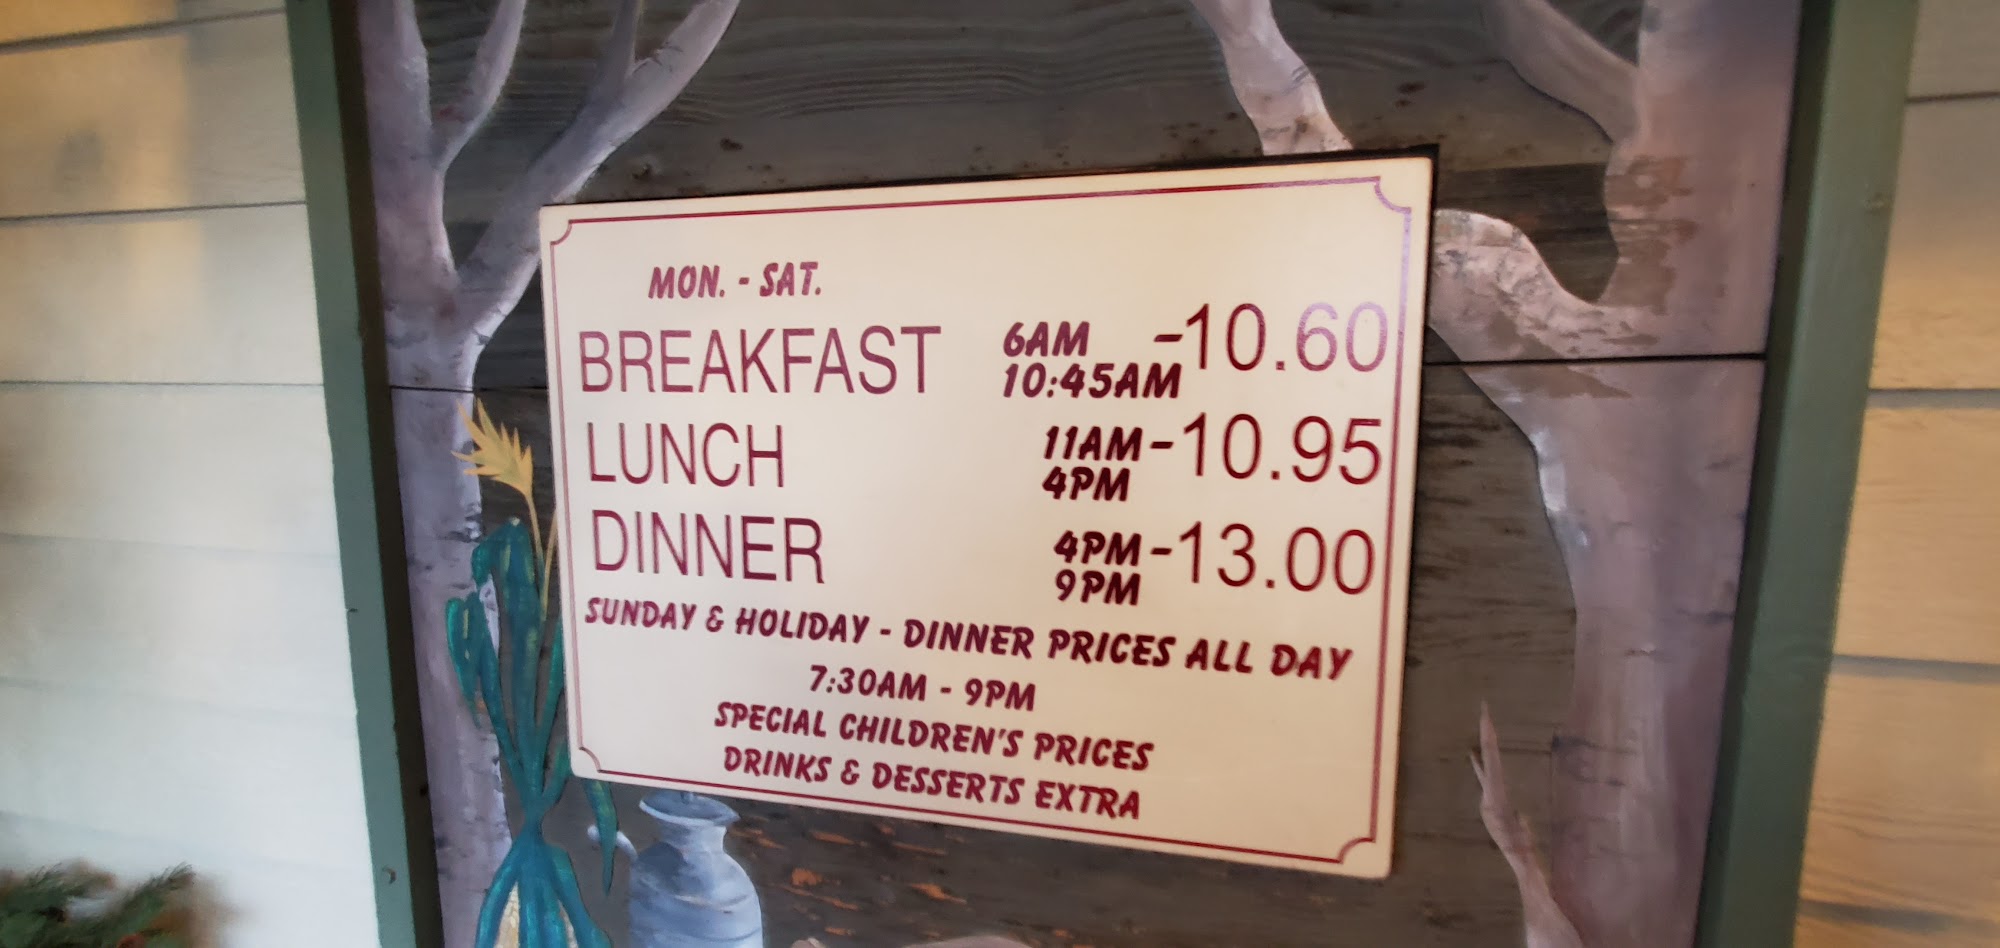 MON. - SAT.
BREAKFAST 6AM 10:45AM -10.60
LUNCH 11AM 4PM -10.95
DINNER 4PM 9PM -13.00
SUNDAY & HOLIDAY - DINNER PRICES ALL DAY
7:30AM - 9PM
SPECIAL CHILDREN'S PRICES
DRINKS & DESSERTS EXTRA